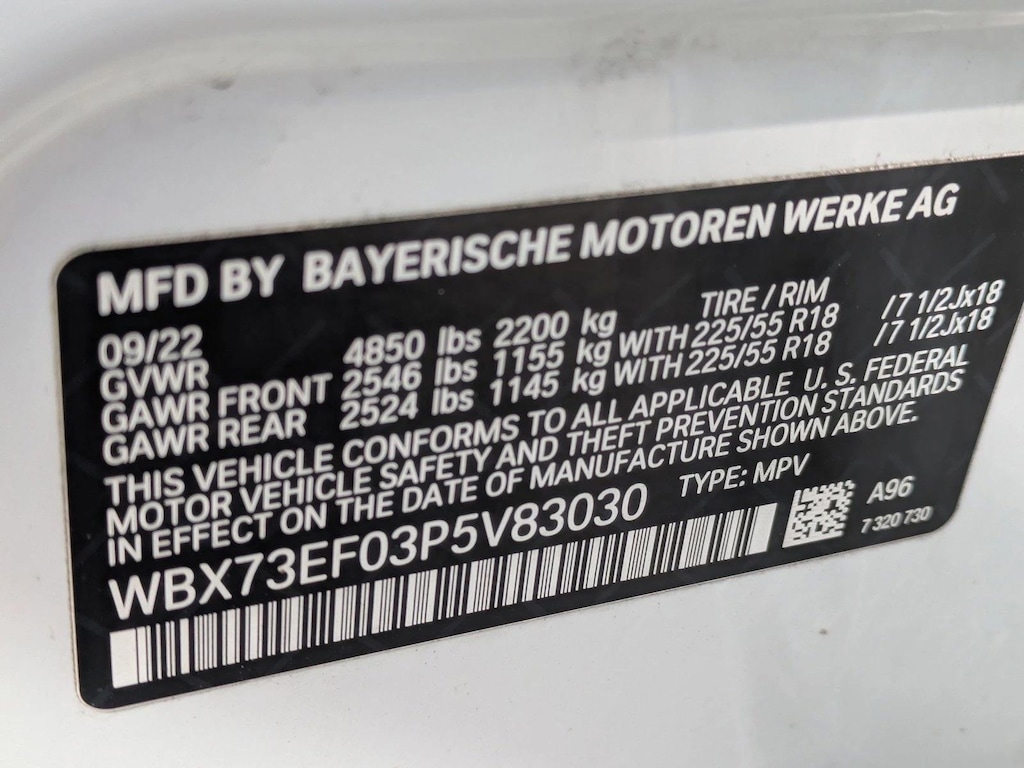 MFD BY BAYERISCHE MOTOREN WERKE AG
09/22 TIRE / RIM
GVWR 4850 lbs 2200 kg
GAWR FRONT 2546 lbs 1155 kg WITH 225/55 R18 /7 1/2Jx18
GAWR REAR 2524 lbs 1145 kg WITH 225/55 R18 /7 1/2Jx18
THIS VEHICLE CONFORMS TO ALL APPLICABLE U. S. FEDERAL
MOTOR VEHICLE SAFETY AND THEFT PREVENTION STANDARDS
IN EFFECT ON THE DATE OF MANUFACTURE SHOWN ABOVE.
WBX73EF03P5V83030 TYPE: MPV
A96
7 320 730